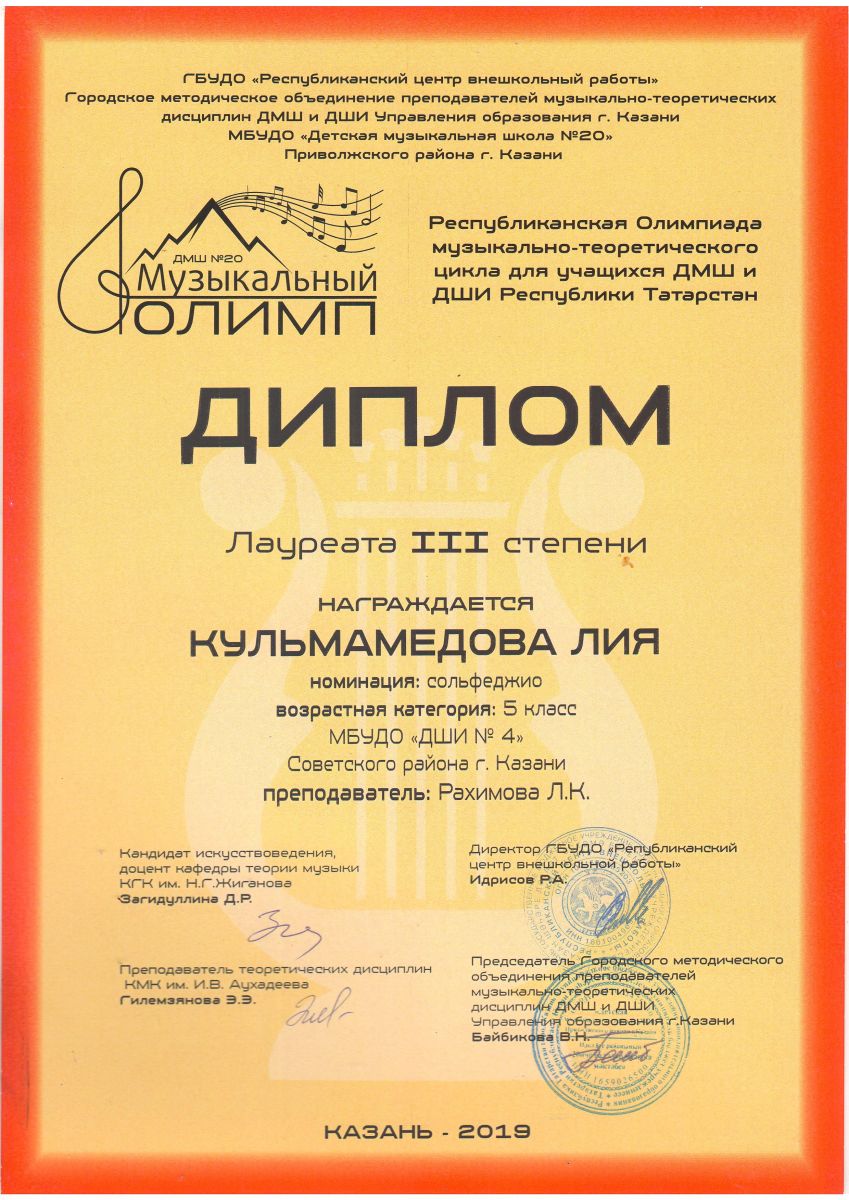 ГБУДО «Республиканский центр внешкольный работы»
Городское методическое объединение преподавателей музыкально-теоретических
дисциплин ДМШ и ДШИ Управления образования г. Казани
МБУДО «Детская музыкальная школа №20»
Приволжского района г. Казани
ДМШ №20
Музыкальный
ОЛИМП
Республиканская Олимпиада
музыкально-теоретического
цикла для учащихся ДМШ и
ДШИ Республики Татарстан
ДИПЛОМ
Лауреата III степени
НАГРАЖДАЕТСЯ
КУЛЬМАМЕДОВА ЛИЯ
номинация: сольфеджио
возрастная категория: 5 класс
МБУДО «ДШИ № 4»
Советского района г. Казани
преподаватель: Рахимова Л.К.
Кандидат искусствоведения,
доцент кафедры теории музыки
КГК им. Н.Г.Жиганова
Загидуллина Д.Р.
Преподаватель теоретических дисциплин
КМК им. И.В. Аухадеева
Гилемзянова Э.Э.
Директор ГБУДО «Републиканский
центр внешкольной работы»
Идрисов Р.А.
Председатель Городского методического
объединения преподавателей
музыкально-теоретических
дисциплин ДМШ и ДШИ
Управления образования г.Казани
Байбикова В.Н.
КАЗАНЬ - 2019